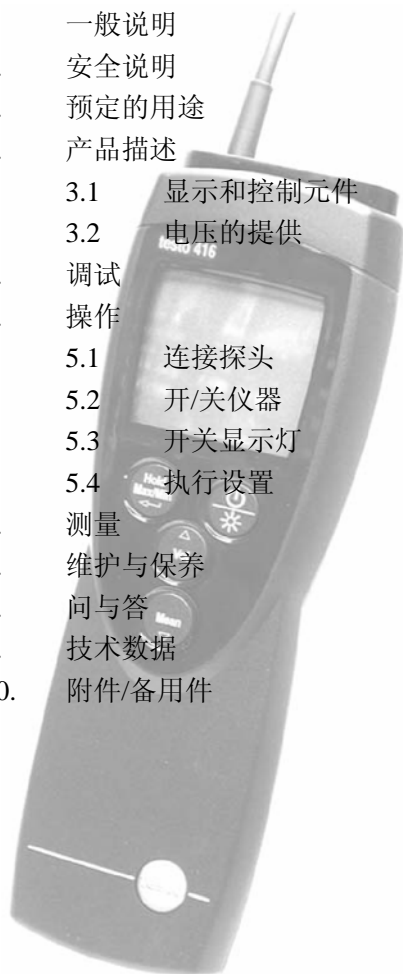 一般说明
. 安全说明
. 预定的用途
. 产品描述
3.1 显示和控制元件
3.2 电压的提供
testo 416
. 调试
. 操作
5.1 连接探头
5.2 开/关仪器
5.3 开关显示灯
5.4 执行设置
Hold
Max/Min
. 测量
. 维护与保养
. 问与答
Mean
. 技术数据
0. 附件/备用件